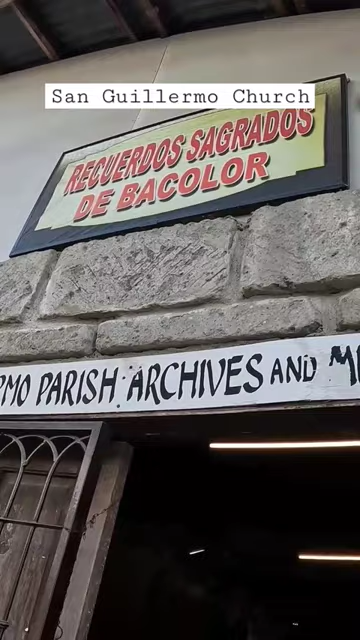 San Guillermo Church
RECUERDOS SAGRADOS
DE BACOLOR
RMO PARISH ARCHIVES AND M